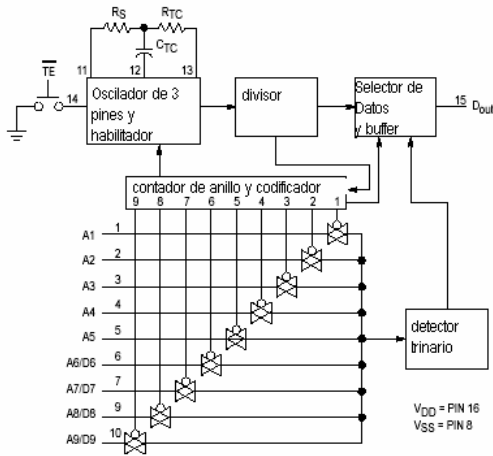 RS RTC
CTC
11 12 13
TE
14
Oscilador de 3
pines y
habilitador
divisor
Selector de
Datos
y buffer
15 Dout
contador de anillo y codificador
9 8 7 6 5 4 3 2 1
A1 1
A2 2
A3 3
A4 4
A5 5
A6/D6 6
A7/D7 7
A8/D8 9
A9/D9 10
detector
trinario
VDD = PIN 16
VSS = PIN 8